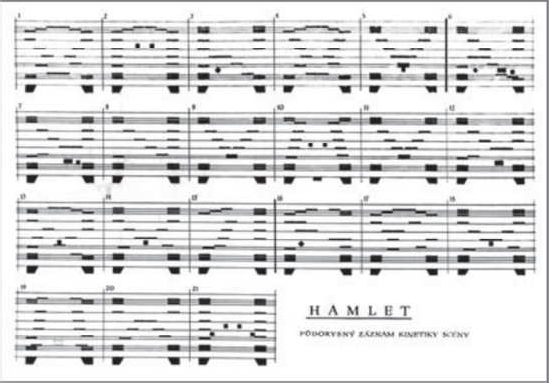 1 2 3 4 5 6
7 8 9 10 11 12
13 14 15 16 17 18
19 20 21
HAMLET
PŮDORYSNÝ ZÁZNAM KINETIKY SCÉNY